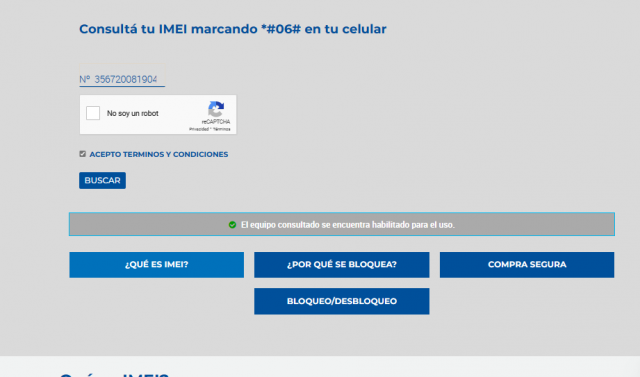 Consultá tu IMEI marcando *#06# en tu celular
Nº 356720081904
No soy un robot
reCAPTCHA
Privacidad - Términos
ACEPTO TERMINOS Y CONDICIONES
BUSCAR
El equipo consultado se encuentra habilitado para el uso.
¿QUÉ ES IMEI?
¿POR QUÉ SE BLOQUEA?
COMPRA SEGURA
BLOQUEO/DESBLOQUEO